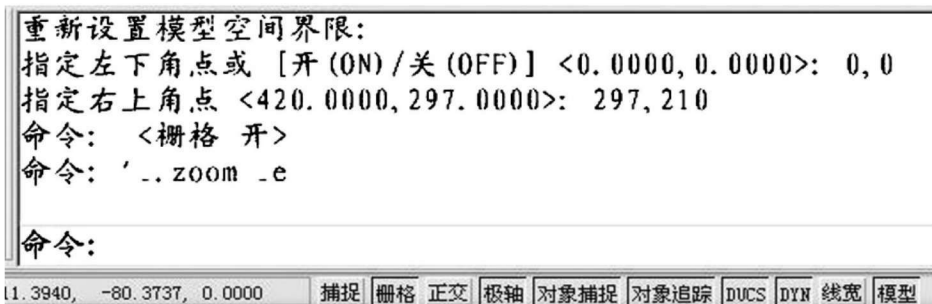 重新设置模型空间界限:
指定左下角点或 [开(ON)/关(OFF)] <0.0000,0.0000>: 0,0
指定右上角点 <420.0000,297.0000>: 297,210
命令: <栅格 开>
命令: '_.zoom _e
命令:
11.3940, -80.3737, 0.0000 捕捉 栅格 正交 极轴 对象捕捉 对象追踪 DUCS DYN 线宽 模型